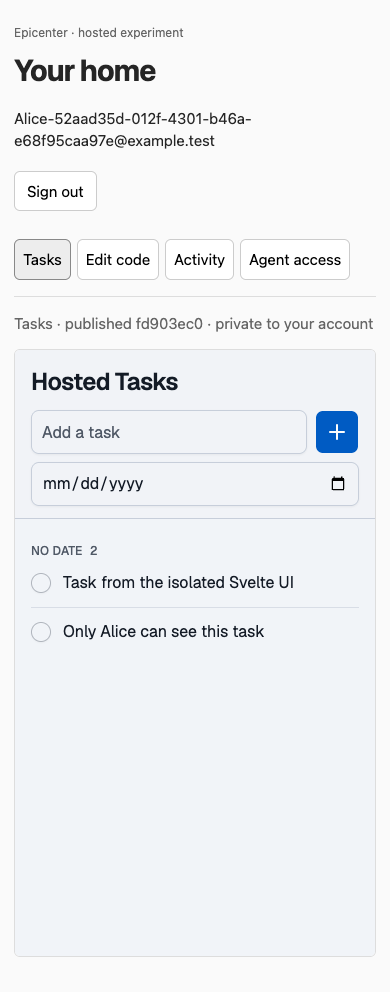 Epicenter · hosted experiment
Your home
Alice-52aad35d-012f-4301-b46a-
e68f95caa97e@example.test
Sign out
Tasks
Edit code
Activity
Agent access
Tasks · published fd903ec0 · private to your account
Hosted Tasks
Add a task
mm/dd/yyyy
NO DATE 2
Task from the isolated Svelte UI
Only Alice can see this task